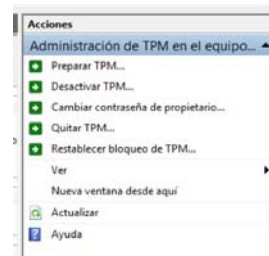 Acciones
Administración de TPM en el equipo...
Preparar TPM...
Desactivar TPM...
Cambiar contraseña de propietario...
Quitar TPM...
Restablecer bloqueo de TPM...
Ver
Nueva ventana desde aquí
Actualizar
Ayuda